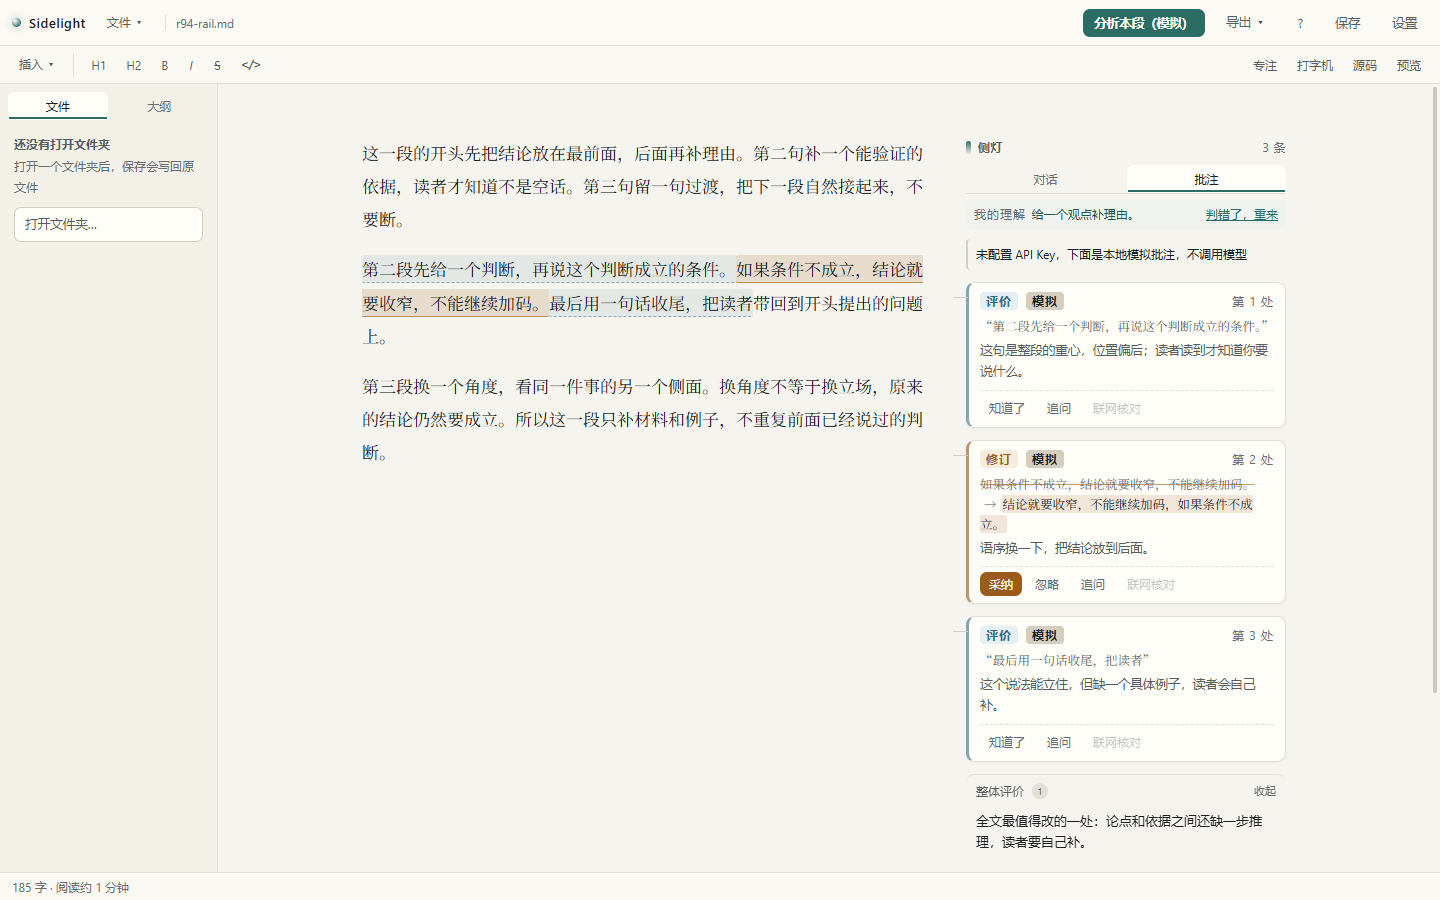 Sidelight 文件 r94-rail.md 分析本段（模拟） 导出 ? 保存 设置
插入 H1 H2 B I S </> 专注 打字机 源码 预览
文件 大纲
还没有打开文件夹
打开一个文件夹后，保存会写回原
文件
打开文件夹...
这一段的开头先把结论放在最前面，后面再补理由。第二句补一个能验证的
依据，读者才知道不是空话。第三句留一句过渡，把下一段自然接起来，不
要断。
第二段先给一个判断，再说这个判断成立的条件。如果条件不成立，结论就
要收窄，不能继续加码。最后用一句话收尾，把读者带回到开头提出的问题
上。
第三段换一个角度，看同一件事的另一个侧面。换角度不等于换立场，原来
的结论仍然要成立。所以这一段只补材料和例子，不重复前面已经说过的判
断。
侧灯 3 条
对话 批注
我的理解 给一个观点补理由。 判错了，重来
未配置 API Key，下面是本地模拟批注，不调用模型
评价 模拟 第 1 处
“第二段先给一个判断，再说这个判断成立的条件。”
这句是整段的重心，位置偏后；读者读到才知道你要
说什么。
知道了 追问 联网核对
修订 模拟 第 2 处
如果条件不成立，结论就要收窄，不能继续加码。
→ 结论就要收窄，不能继续加码，如果条件不成
立。
语序换一下，把结论放到后面。
采纳 忽略 追问 联网核对
评价 模拟 第 3 处
“最后用一句话收尾，把读者”
这个说法能立住，但缺一个具体例子，读者会自己
补。
知道了 追问 联网核对
整体评价 1 收起
全文最值得改的一处：论点和依据之间还缺一步推
理，读者要自己补。
185 字 · 阅读约 1 分钟